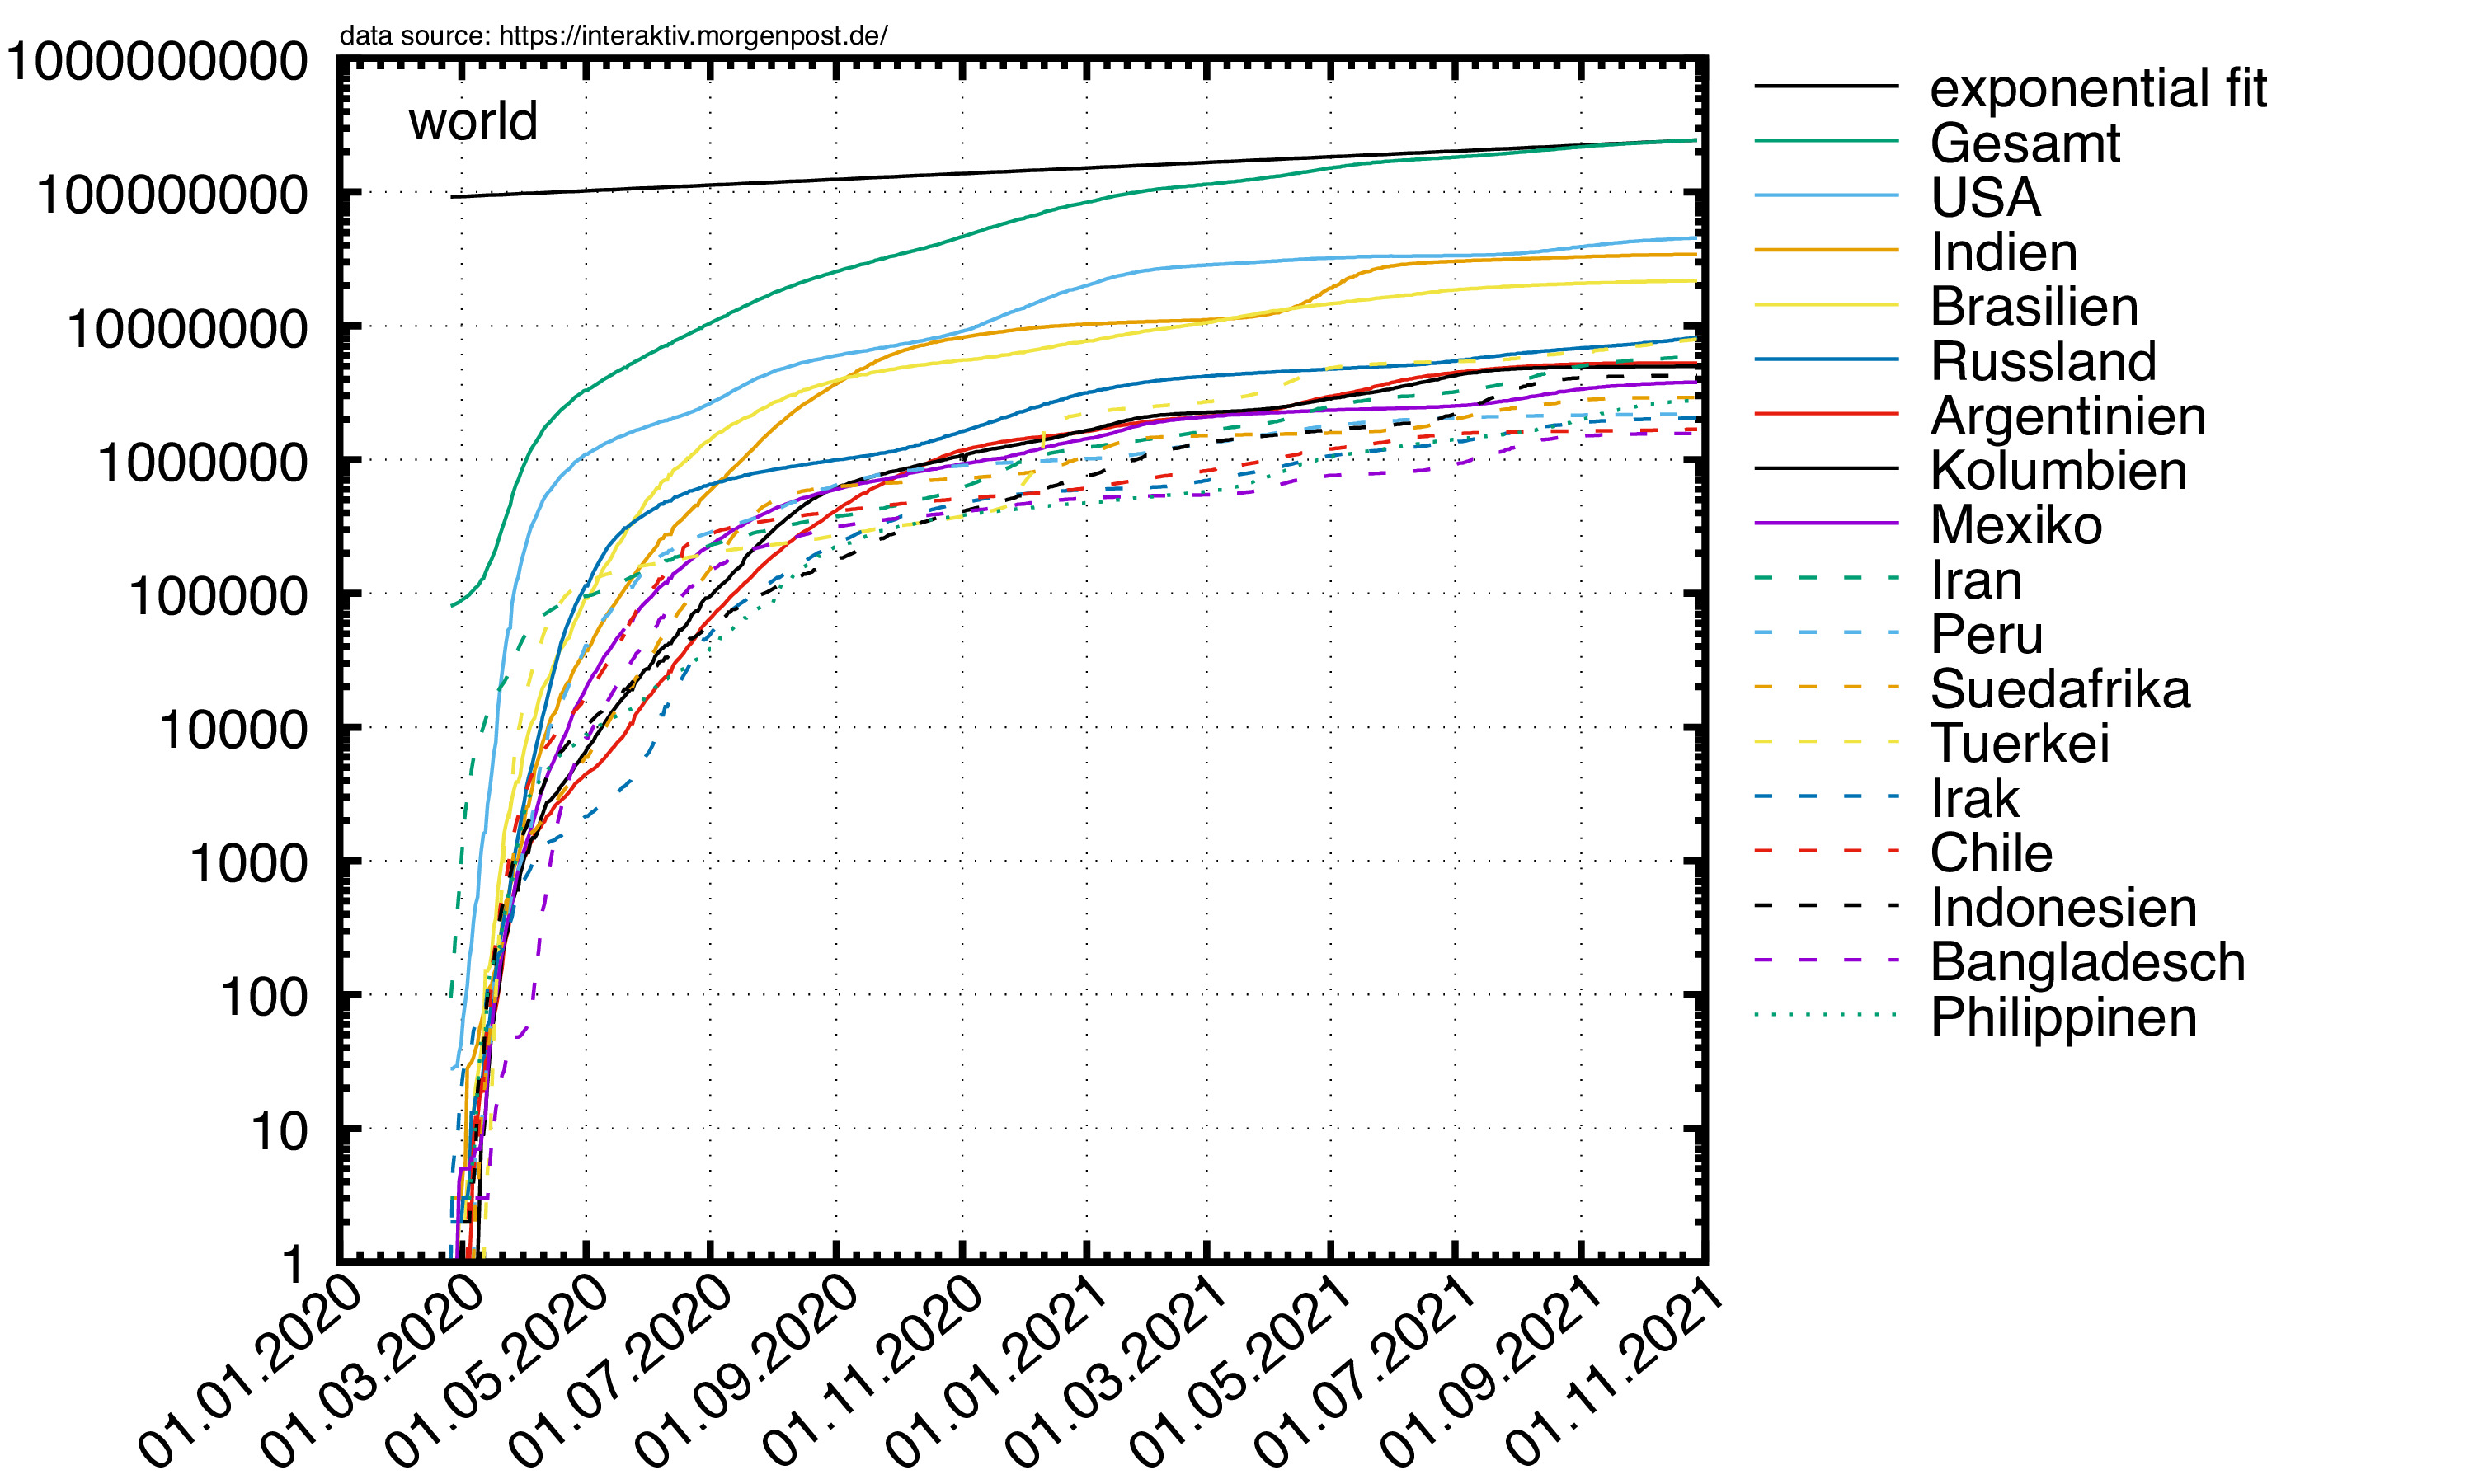 data source: https://interaktiv.morgenpost.de/
1000000000
100000000
10000000
1000000
100000
10000
1000
100
10
1
world
01.01.2020
01.03.2020
01.05.2020
01.07.2020
01.09.2020
01.11.2020
01.01.2021
01.03.2021
01.05.2021
01.07.2021
01.09.2021
01.11.2021
exponential fit
Gesamt
USA
Indien
Brasilien
Russland
Argentinien
Kolumbien
Mexiko
Iran
Peru
Suedafrika
Tuerkei
Irak
Chile
Indonesien
Bangladesch
Philippinen